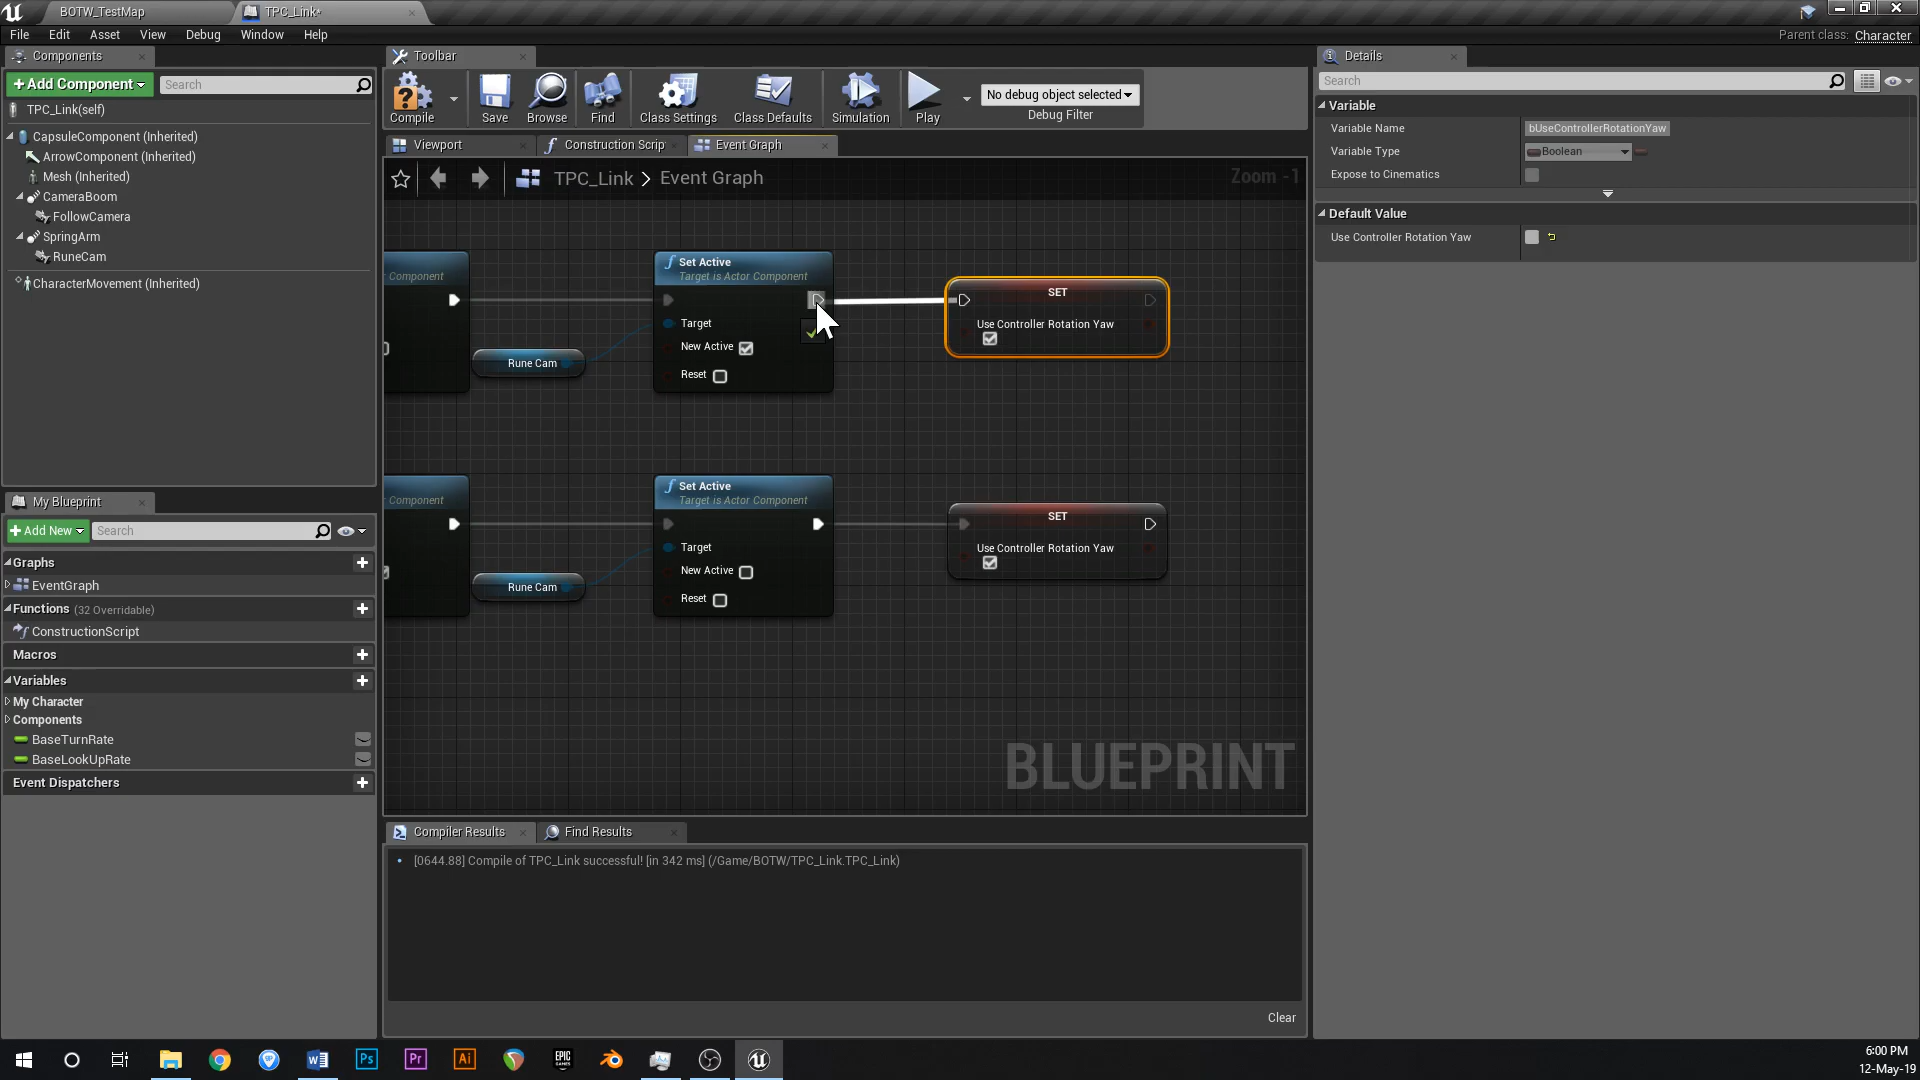 BOTW_TestMap
TPC_Link*
File Edit Asset View Debug Window Help
Parent class: Character
Components
+Add Component
Search
TPC_Link(self)
CapsuleComponent (Inherited)
ArrowComponent (Inherited)
Mesh (Inherited)
CameraBoom
FollowCamera
SpringArm
RuneCam
CharacterMovement (Inherited)
My Blueprint
+Add New
Search
Graphs
EventGraph
Functions (32 Overridable)
ConstructionScript
Macros
Variables
My Character
Components
BaseTurnRate
BaseLookUpRate
Event Dispatchers
Toolbar
Compile
Save
Browse
Find
Class Settings
Class Defaults
Simulation
Play
No debug object selected
Debug Filter
Viewport
Construction Scrip
Event Graph
TPC_Link > Event Graph
Zoom -1
Component
Rune Cam
Set Active
Target is Actor Component
Target
New Active
Reset
SET
Use Controller Rotation Yaw
Component
Rune Cam
Set Active
Target is Actor Component
Target
New Active
Reset
SET
Use Controller Rotation Yaw
BLUEPRINT
Compiler Results
Find Results
[0644.88] Compile of TPC_Link successful! [in 342 ms] (/Game/BOTW/TPC_Link.TPC_Link)
Clear
Details
Search
Variable
Variable Name bUseControllerRotationYaw
Variable Type Boolean
Expose to Cinematics
Default Value
Use Controller Rotation Yaw
W
Ps
Pr
Ai
EPIC
GAMES
6:00 PM
12-May-19